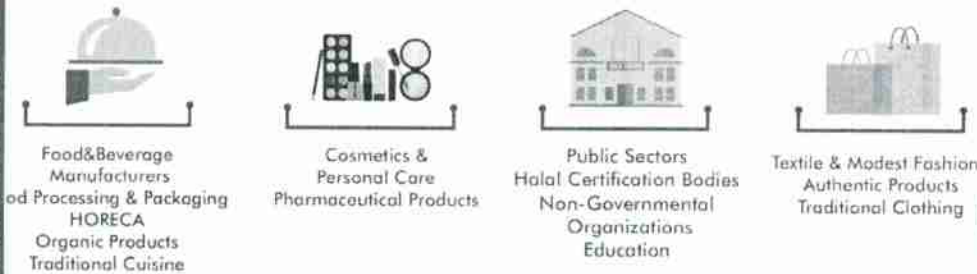 Food&Beverage
Manufacturers
od Processing & Packaging
HORECA
Organic Products
Traditional Cuisine
Cosmetics &
Personal Care
Pharmaceutical Products
Public Sectors
Halal Certification Bodies
Non-Governmental
Organizations
Education
Textile & Modest Fashion
Authentic Products
Traditional Clothing